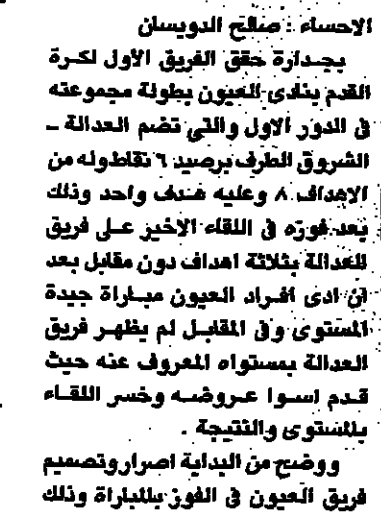 الاحساء : صالح الدويسان
بجدارة حقق الفريق الأول لكرة
القدم بنادى العيون بطولة مجموعته
في الدور الاول والتي تضم العدالة ـ
الشروق الطرف برصيد ٦ نقاط وله من
الاهداف ٨ وعليه هدف واحد وذلك
بعد فوزه في اللقاء الاخير على فريق
العدالة بثلاثة اهداف دون مقابل بعد
ان ادى افراد العيون مباراة جيدة
المستوى وفي المقابل لم يظهر فريق
العدالة بمستواه المعروف عنه حيث
قدم اسوا عروضه وخسر اللقاء
بالمستوى والنتيجة .
ووضح من البداية اصرار وتصميم
فريق العيون في الفوز بالمباراة وذلك